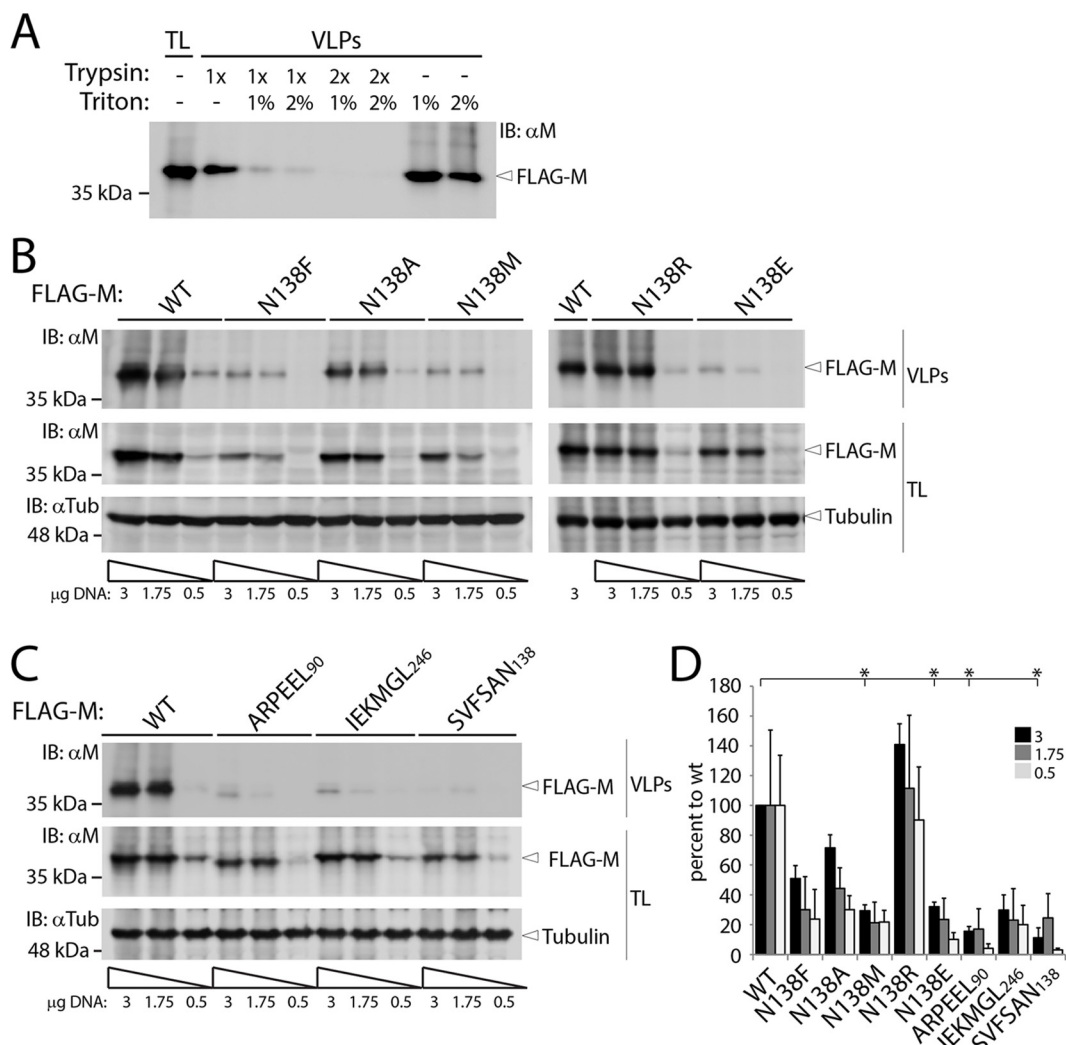 A
TL VLPs
Trypsin: - 1x 1x 1x 2x 2x - -
Triton: - - 1% 2% 1% 2% 1% 2%
IB: αM
FLAG-M
35 kDa
B
FLAG-M: WT N138F N138A N138M WT N138R N138E
IB: αM
35 kDa
FLAG-M
VLPs
IB: αM
35 kDa
FLAG-M
TL
IB: αTub
48 kDa
Tubulin
µg DNA: 3 1.75 0.5 3 1.75 0.5 3 1.75 0.5 3 1.75 0.5 3 3 1.75 0.5 3 1.75 0.5
C
FLAG-M: WT ARPEEL90 IEKMGL246 SVFSAN138
IB: αM
35 kDa
FLAG-M
VLPs
IB: αM
35 kDa
FLAG-M
TL
IB: αTub
48 kDa
Tubulin
µg DNA: 3 1.75 0.5 3 1.75 0.5 3 1.75 0.5 3 1.75 0.5
D
* * * *
percent to wt
180
160
140
120
100
80
60
40
20
0
3
1.75
0.5
WT N138F N138A N138M N138R N138E ARPEEL90 IEKMGL246 SVFSAN138